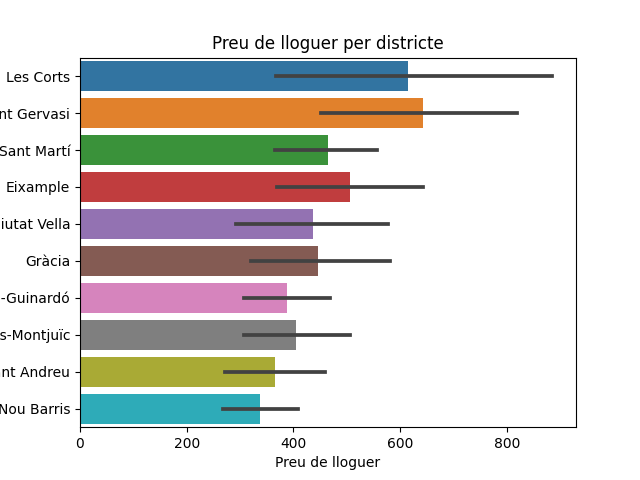 Preu de lloguer per districte
Les Corts
nt Gervasi
Sant Martí
Eixample
iutat Vella
Gràcia
-Guinardó
s-Montjuïc
nt Andreu
Nou Barris
0 200 400 600 800
Preu de lloguer